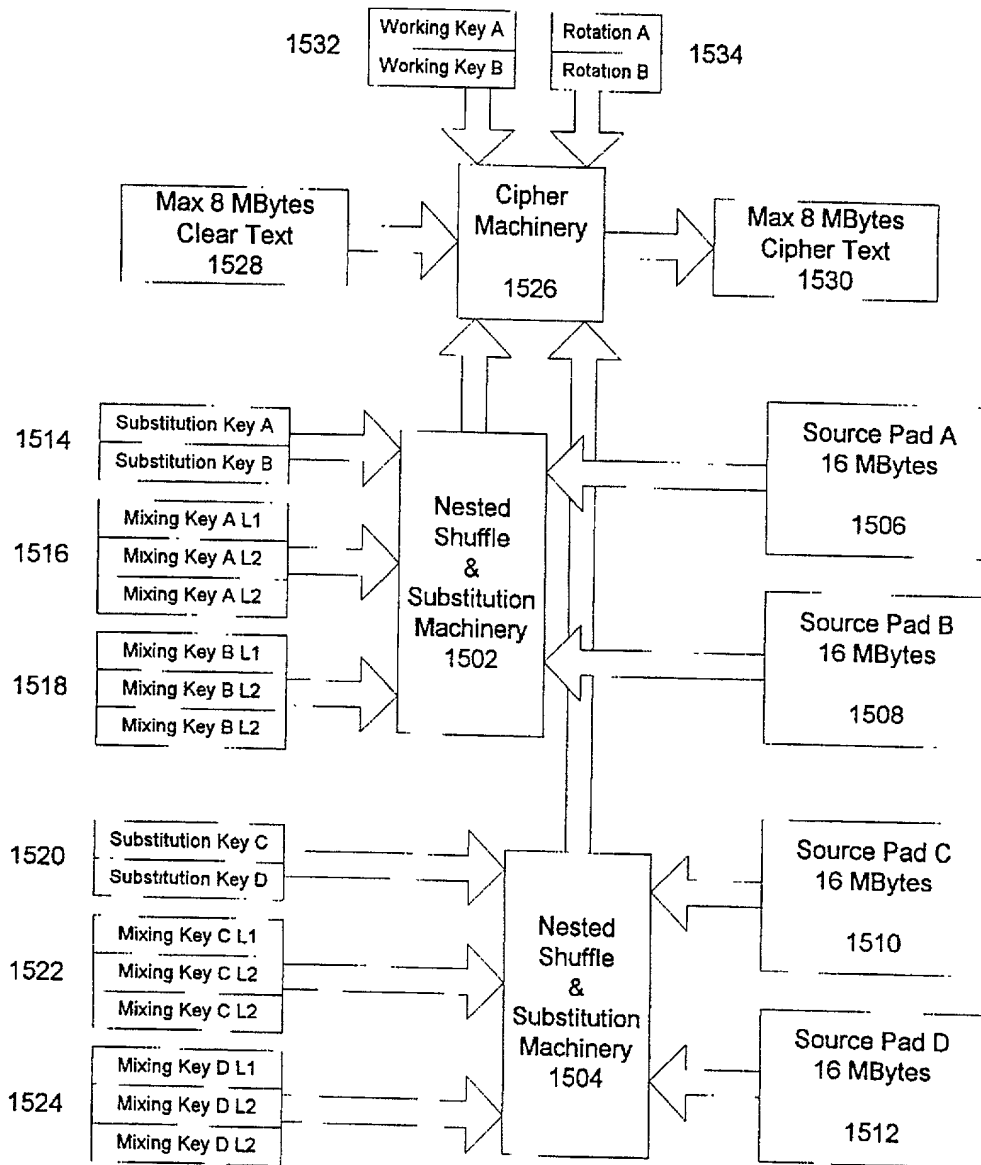 1532
Working Key A
Working Key B
Rotation A
Rotation B
1534
Max 8 MBytes
Clear Text
1528
Cipher
Machinery
1526
Max 8 MBytes
Cipher Text
1530
1514
Substitution Key A
Substitution Key B
1516
Mixing Key A L1
Mixing Key A L2
Mixing Key A L2
1518
Mixing Key B L1
Mixing Key B L2
Mixing Key B L2
Nested
Shuffle
&
Substitution
Machinery
1502
Source Pad A
16 MBytes
1506
Source Pad B
16 MBytes
1508
1520
Substitution Key C
Substitution Key D
1522
Mixing Key C L1
Mixing Key C L2
Mixing Key C L2
1524
Mixing Key D L1
Mixing Key D L2
Mixing Key D L2
Nested
Shuffle
&
Substitution
Machinery
1504
Source Pad C
16 MBytes
1510
Source Pad D
16 MBytes
1512